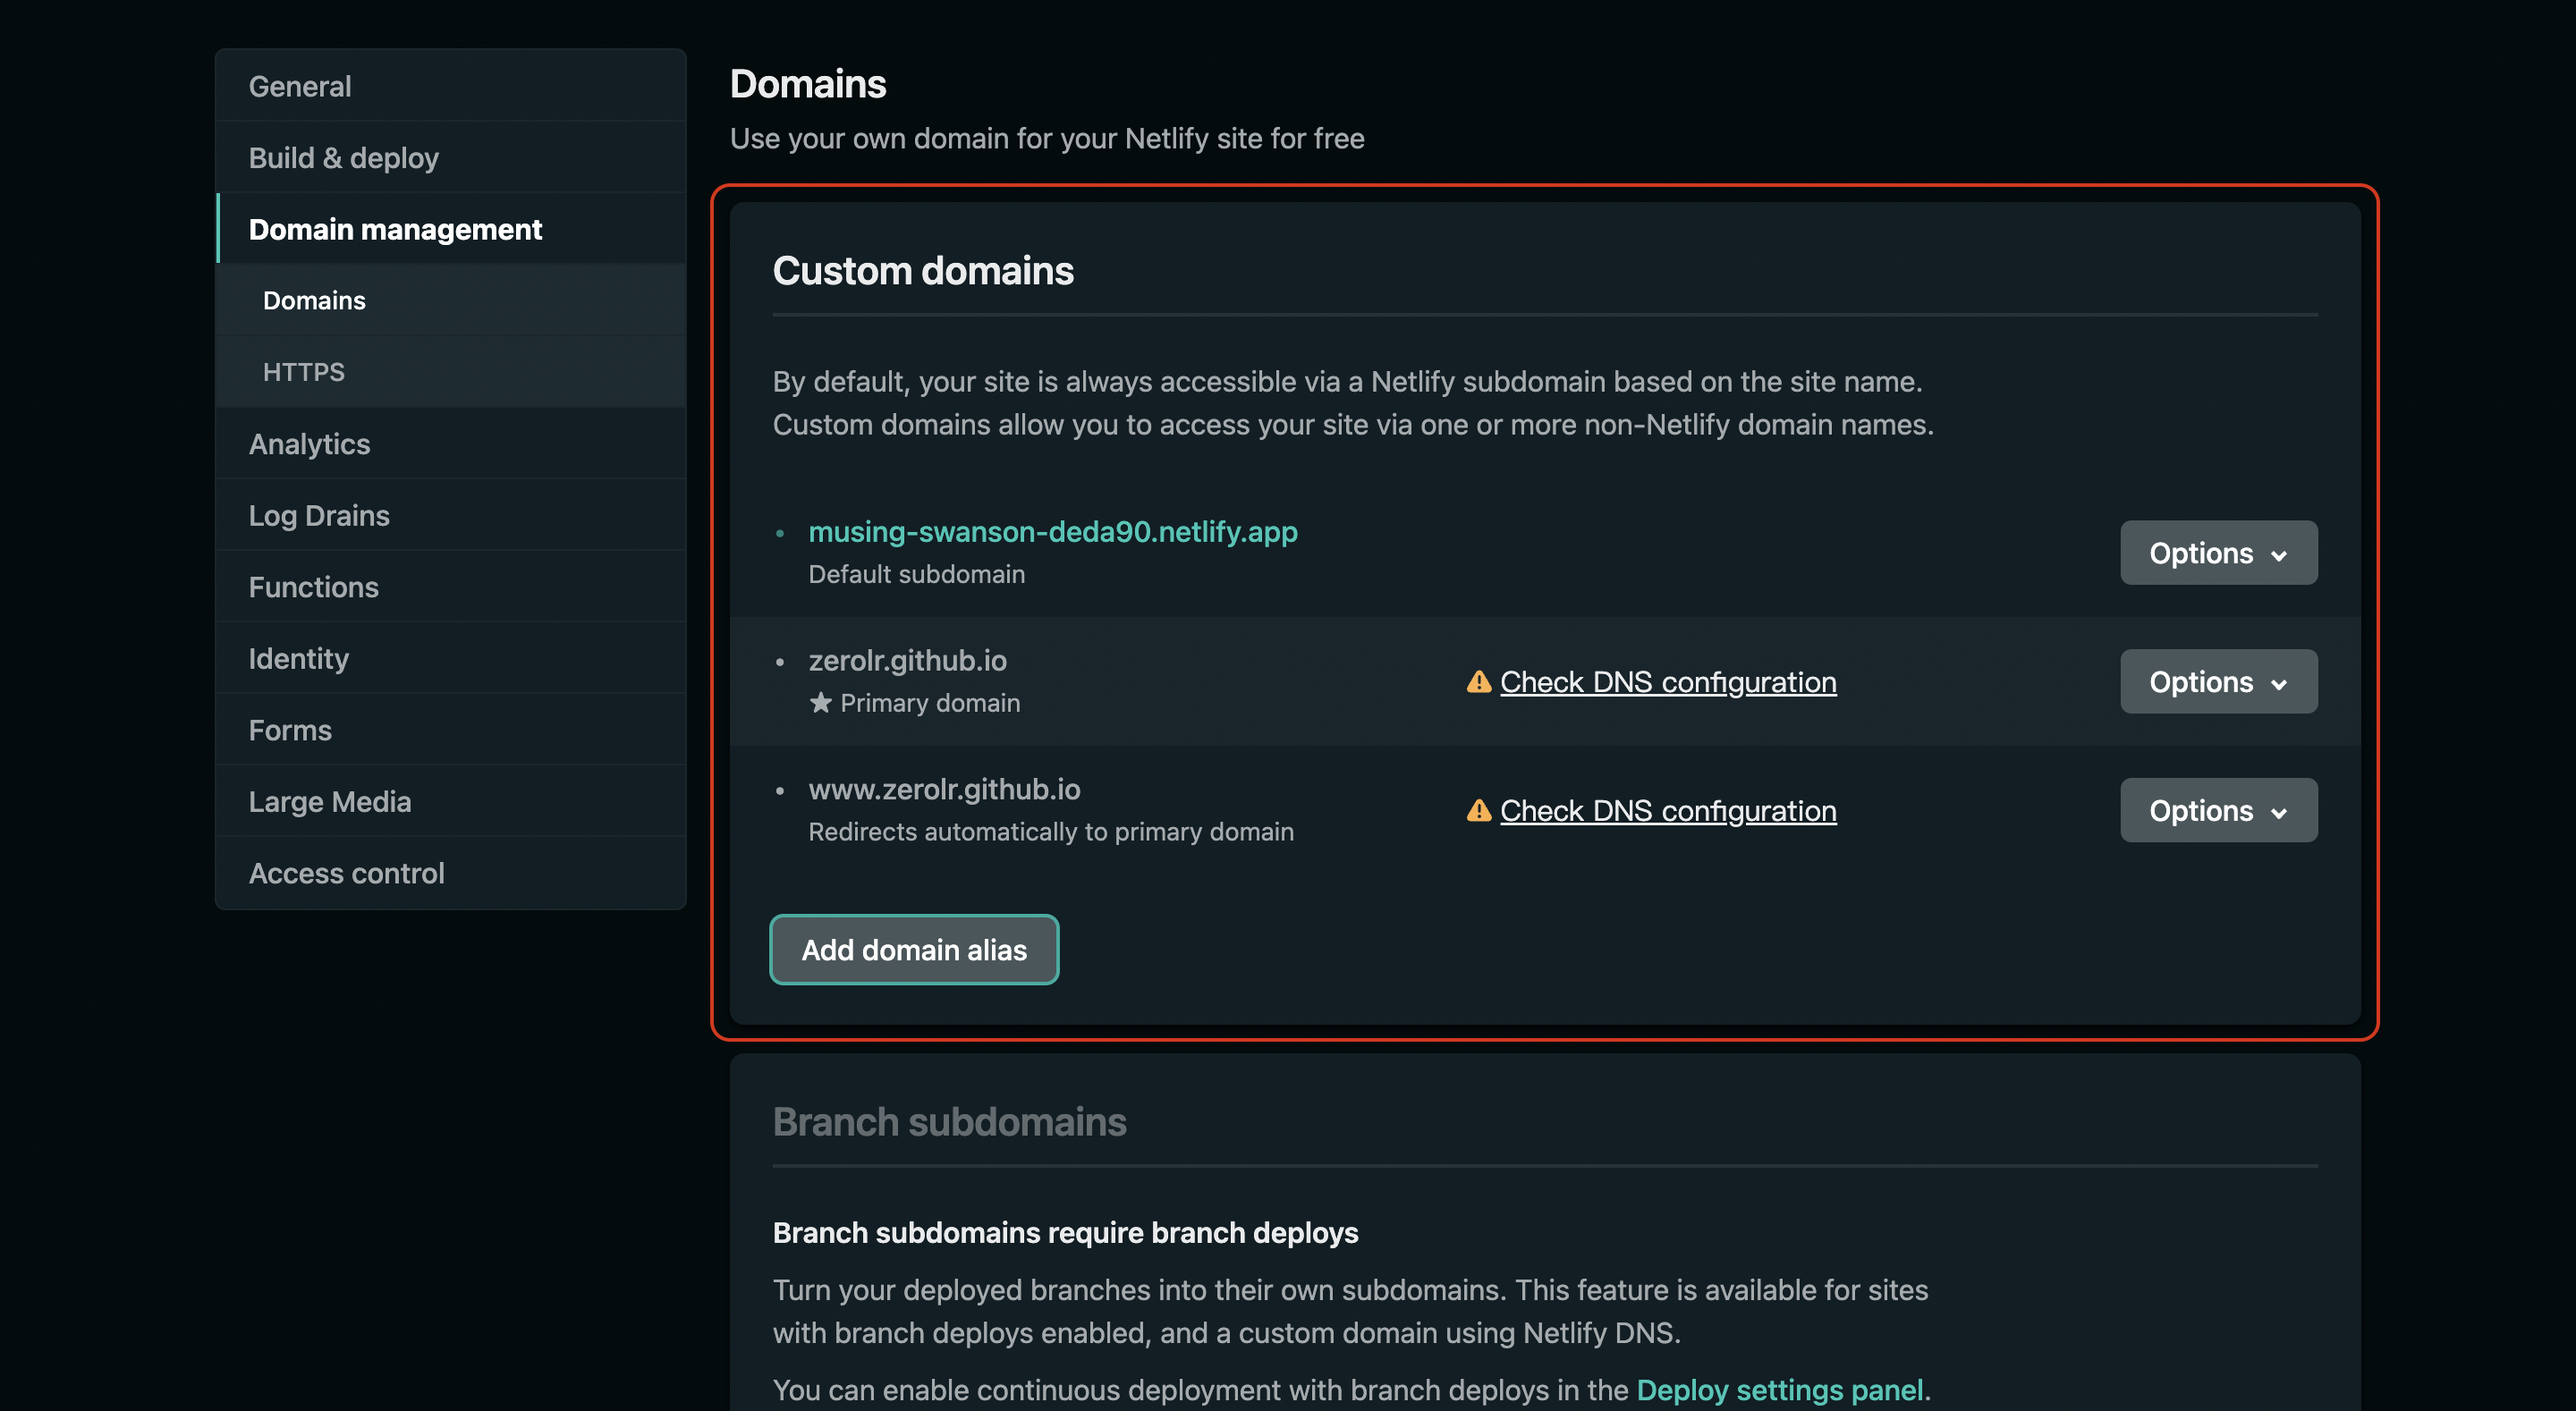 General
Build & deploy
Domain management
Domains
HTTPS
Analytics
Log Drains
Functions
Identity
Forms
Large Media
Access control
Domains
Use your own domain for your Netlify site for free
Custom domains
By default, your site is always accessible via a Netlify subdomain based on the site name.
Custom domains allow you to access your site via one or more non-Netlify domain names.
musing-swanson-deda90.netlify.app
Default subdomain
Options
zerolr.github.io
Primary domain
Check DNS configuration
Options
www.zerolr.github.io
Redirects automatically to primary domain
Check DNS configuration
Options
Add domain alias
Branch subdomains
Branch subdomains require branch deploys
Turn your deployed branches into their own subdomains. This feature is available for sites
with branch deploys enabled, and a custom domain using Netlify DNS.
You can enable continuous deployment with branch deploys in the Deploy settings panel.